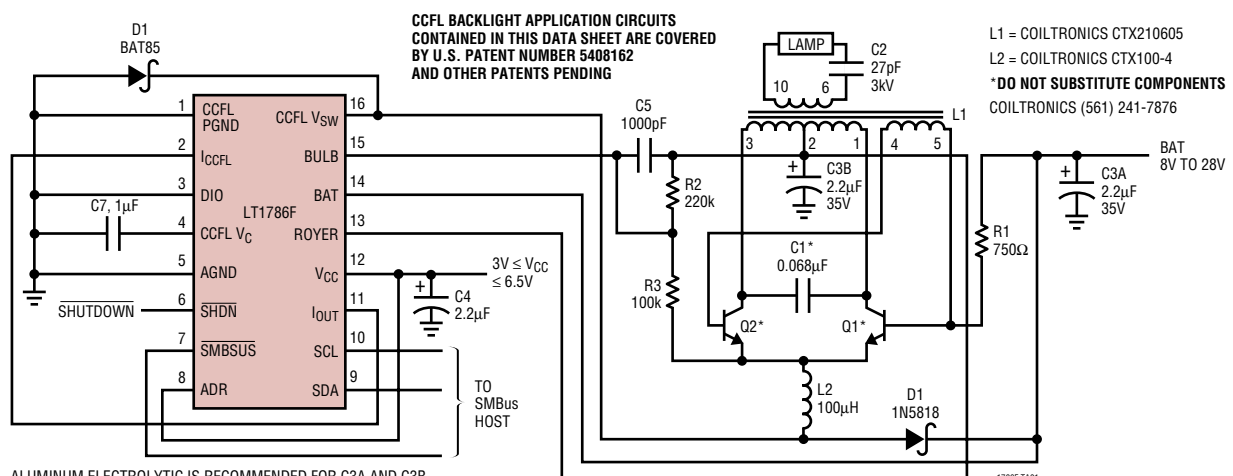 D1
BAT85
CCFL BACKLIGHT APPLICATION CIRCUITS
CONTAINED IN THIS DATA SHEET ARE COVERED
BY U.S. PATENT NUMBER 5408162
AND OTHER PATENTS PENDING
LAMP
C2
27pF
3kV
10
6
L1 = COILTRONICS CTX210605
L2 = COILTRONICS CTX100-4
*DO NOT SUBSTITUTE COMPONENTS
COILTRONICS (561) 241-7876
L1
3
2
1
4
5
C5
1000pF
R2
220k
R3
100k
+
C3B
2.2µF
35V
C1*
0.068µF
Q2*
Q1*
R1
750Ω
BAT
8V TO 28V
+
C3A
2.2µF
35V
L2
100µH
D1
1N5818
LT1786F
1
CCFL
PGND
2
ICCFL
3
DIO
4
CCFL VC
5
AGND
6
SHDN
7
SMBSUS
8
ADR
16
CCFL VSW
15
BULB
14
BAT
13
ROYER
12
VCC
11
IOUT
10
SCL
9
SDA
C7, 1µF
SHUTDOWN
3V ≤ VCC
≤ 6.5V
+
C4
2.2µF
TO
SMBus
HOST
ALUMINUM ELECTROLYTIC IS RECOMMENDED FOR C3A AND C3B